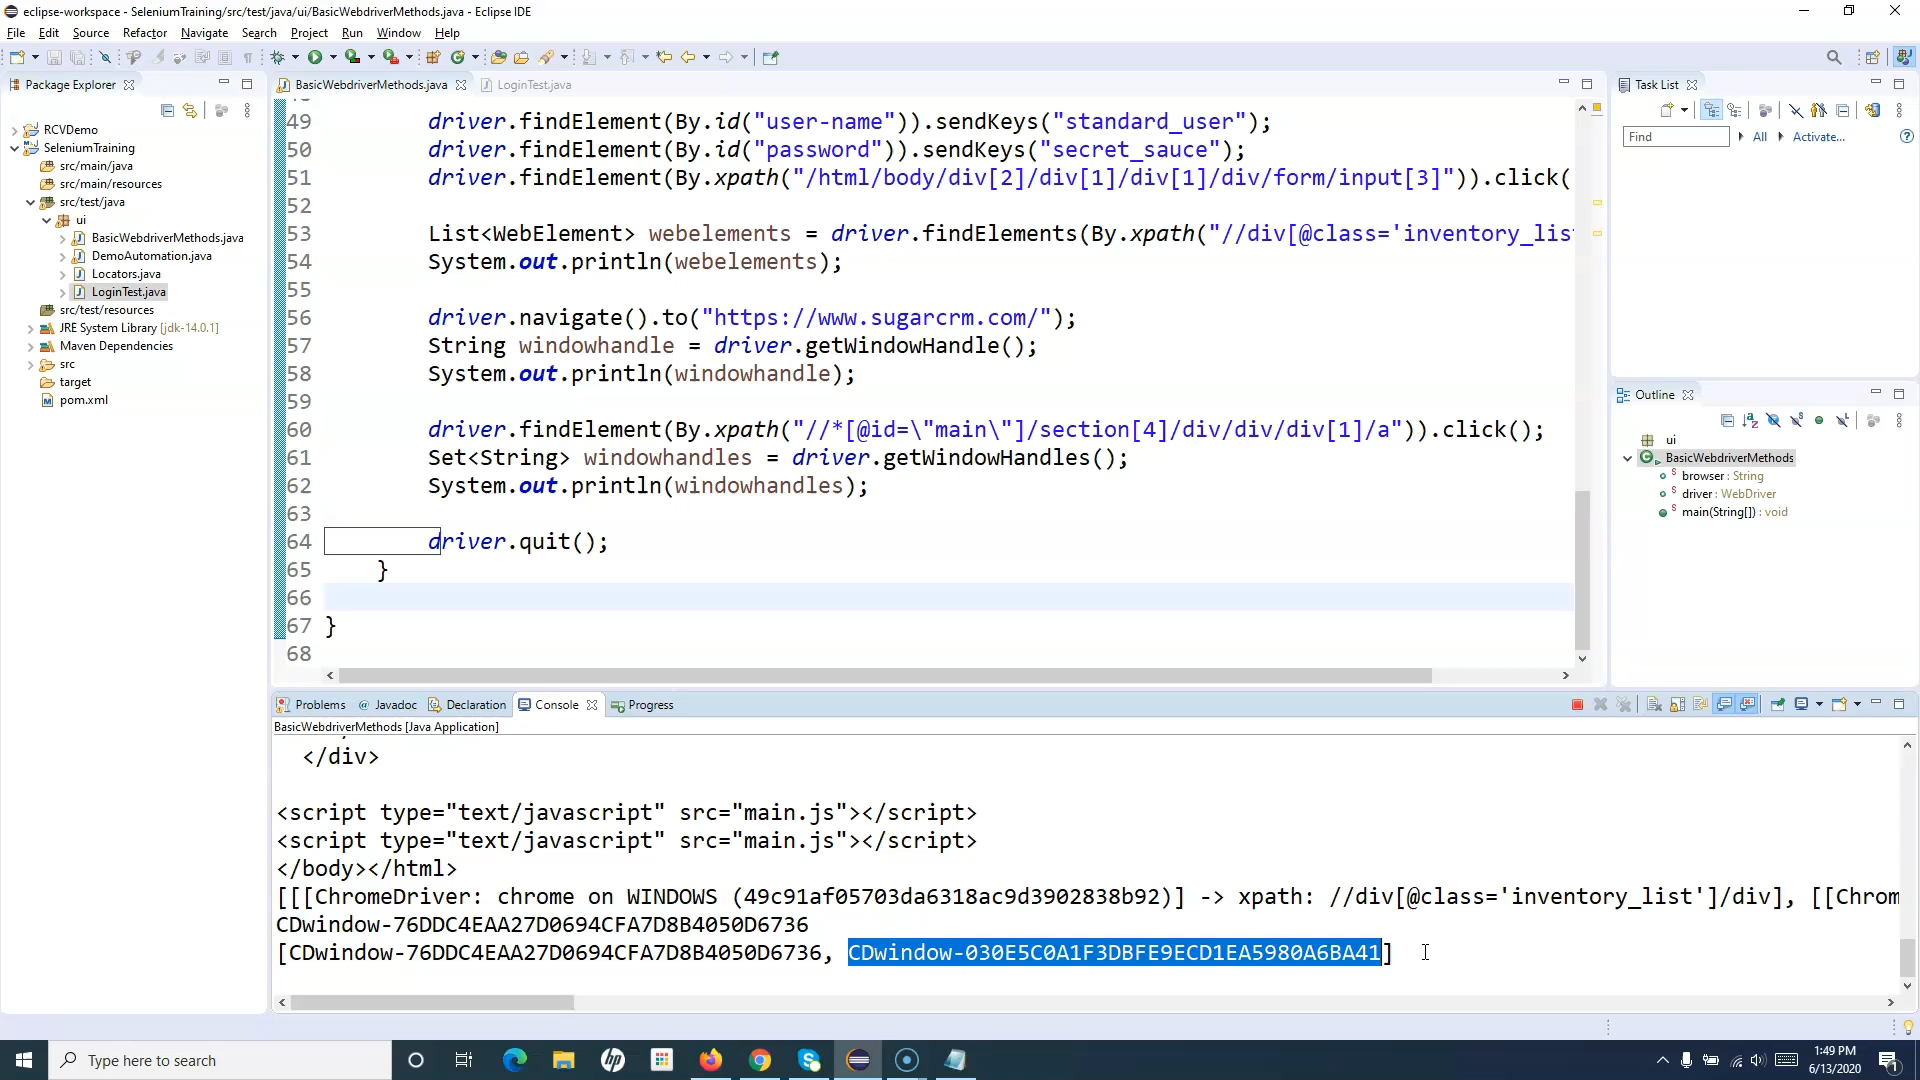 eclipse-workspace - SeleniumTraining/src/test/java/ui/BasicWebdriverMethods.java - Eclipse IDE
File Edit Source Refactor Navigate Search Project Run Window Help
Package Explorer
RCVDemo
SeleniumTraining
src/main/java
src/main/resources
src/test/java
ui
BasicWebdriverMethods.java
DemoAutomation.java
Locators.java
LoginTest.java
src/test/resources
JRE System Library [jdk-14.0.1]
Maven Dependencies
src
target
pom.xml
BasicWebdriverMethods.java LoginTest.java
49 driver.findElement(By.id("user-name")).sendKeys("standard_user");
50 driver.findElement(By.id("password")).sendKeys("secret_sauce");
51 driver.findElement(By.xpath("/html/body/div[2]/div[1]/div[1]/div/form/input[3]")).click(
52
53 List<WebElement> webelements = driver.findElements(By.xpath("//div[@class='inventory_lis
54 System.out.println(webelements);
55
56 driver.navigate().to("https://www.sugarcrm.com/");
57 String windowhandle = driver.getWindowHandle();
58 System.out.println(windowhandle);
59
60 driver.findElement(By.xpath("//*[@id=\"main\"]/section[4]/div/div/div[1]/a")).click();
61 Set<String> windowhandles = driver.getWindowHandles();
62 System.out.println(windowhandles);
63
64 driver.quit();
65 }
66
67 }
68
Task List
Find All Activate...
Outline
ui
BasicWebdriverMethods
browser : String
driver : WebDriver
main(String[]) : void
Problems Javadoc Declaration Console Progress
BasicWebdriverMethods [Java Application]
</div>
<script type="text/javascript" src="main.js"></script>
<script type="text/javascript" src="main.js"></script>
</body></html>
[[[ChromeDriver: chrome on WINDOWS (49c91af05703da6318ac9d3902838b92)] -> xpath: //div[@class='inventory_list']/div], [[Chrom
CDwindow-76DDC4EAA27D0694CFA7D8B4050D6736
[CDwindow-76DDC4EAA27D0694CFA7D8B4050D6736, CDwindow-030E5C0A1F3DBFE9ECD1EA5980A6BA41]
Type here to search
1:49 PM
6/13/2020